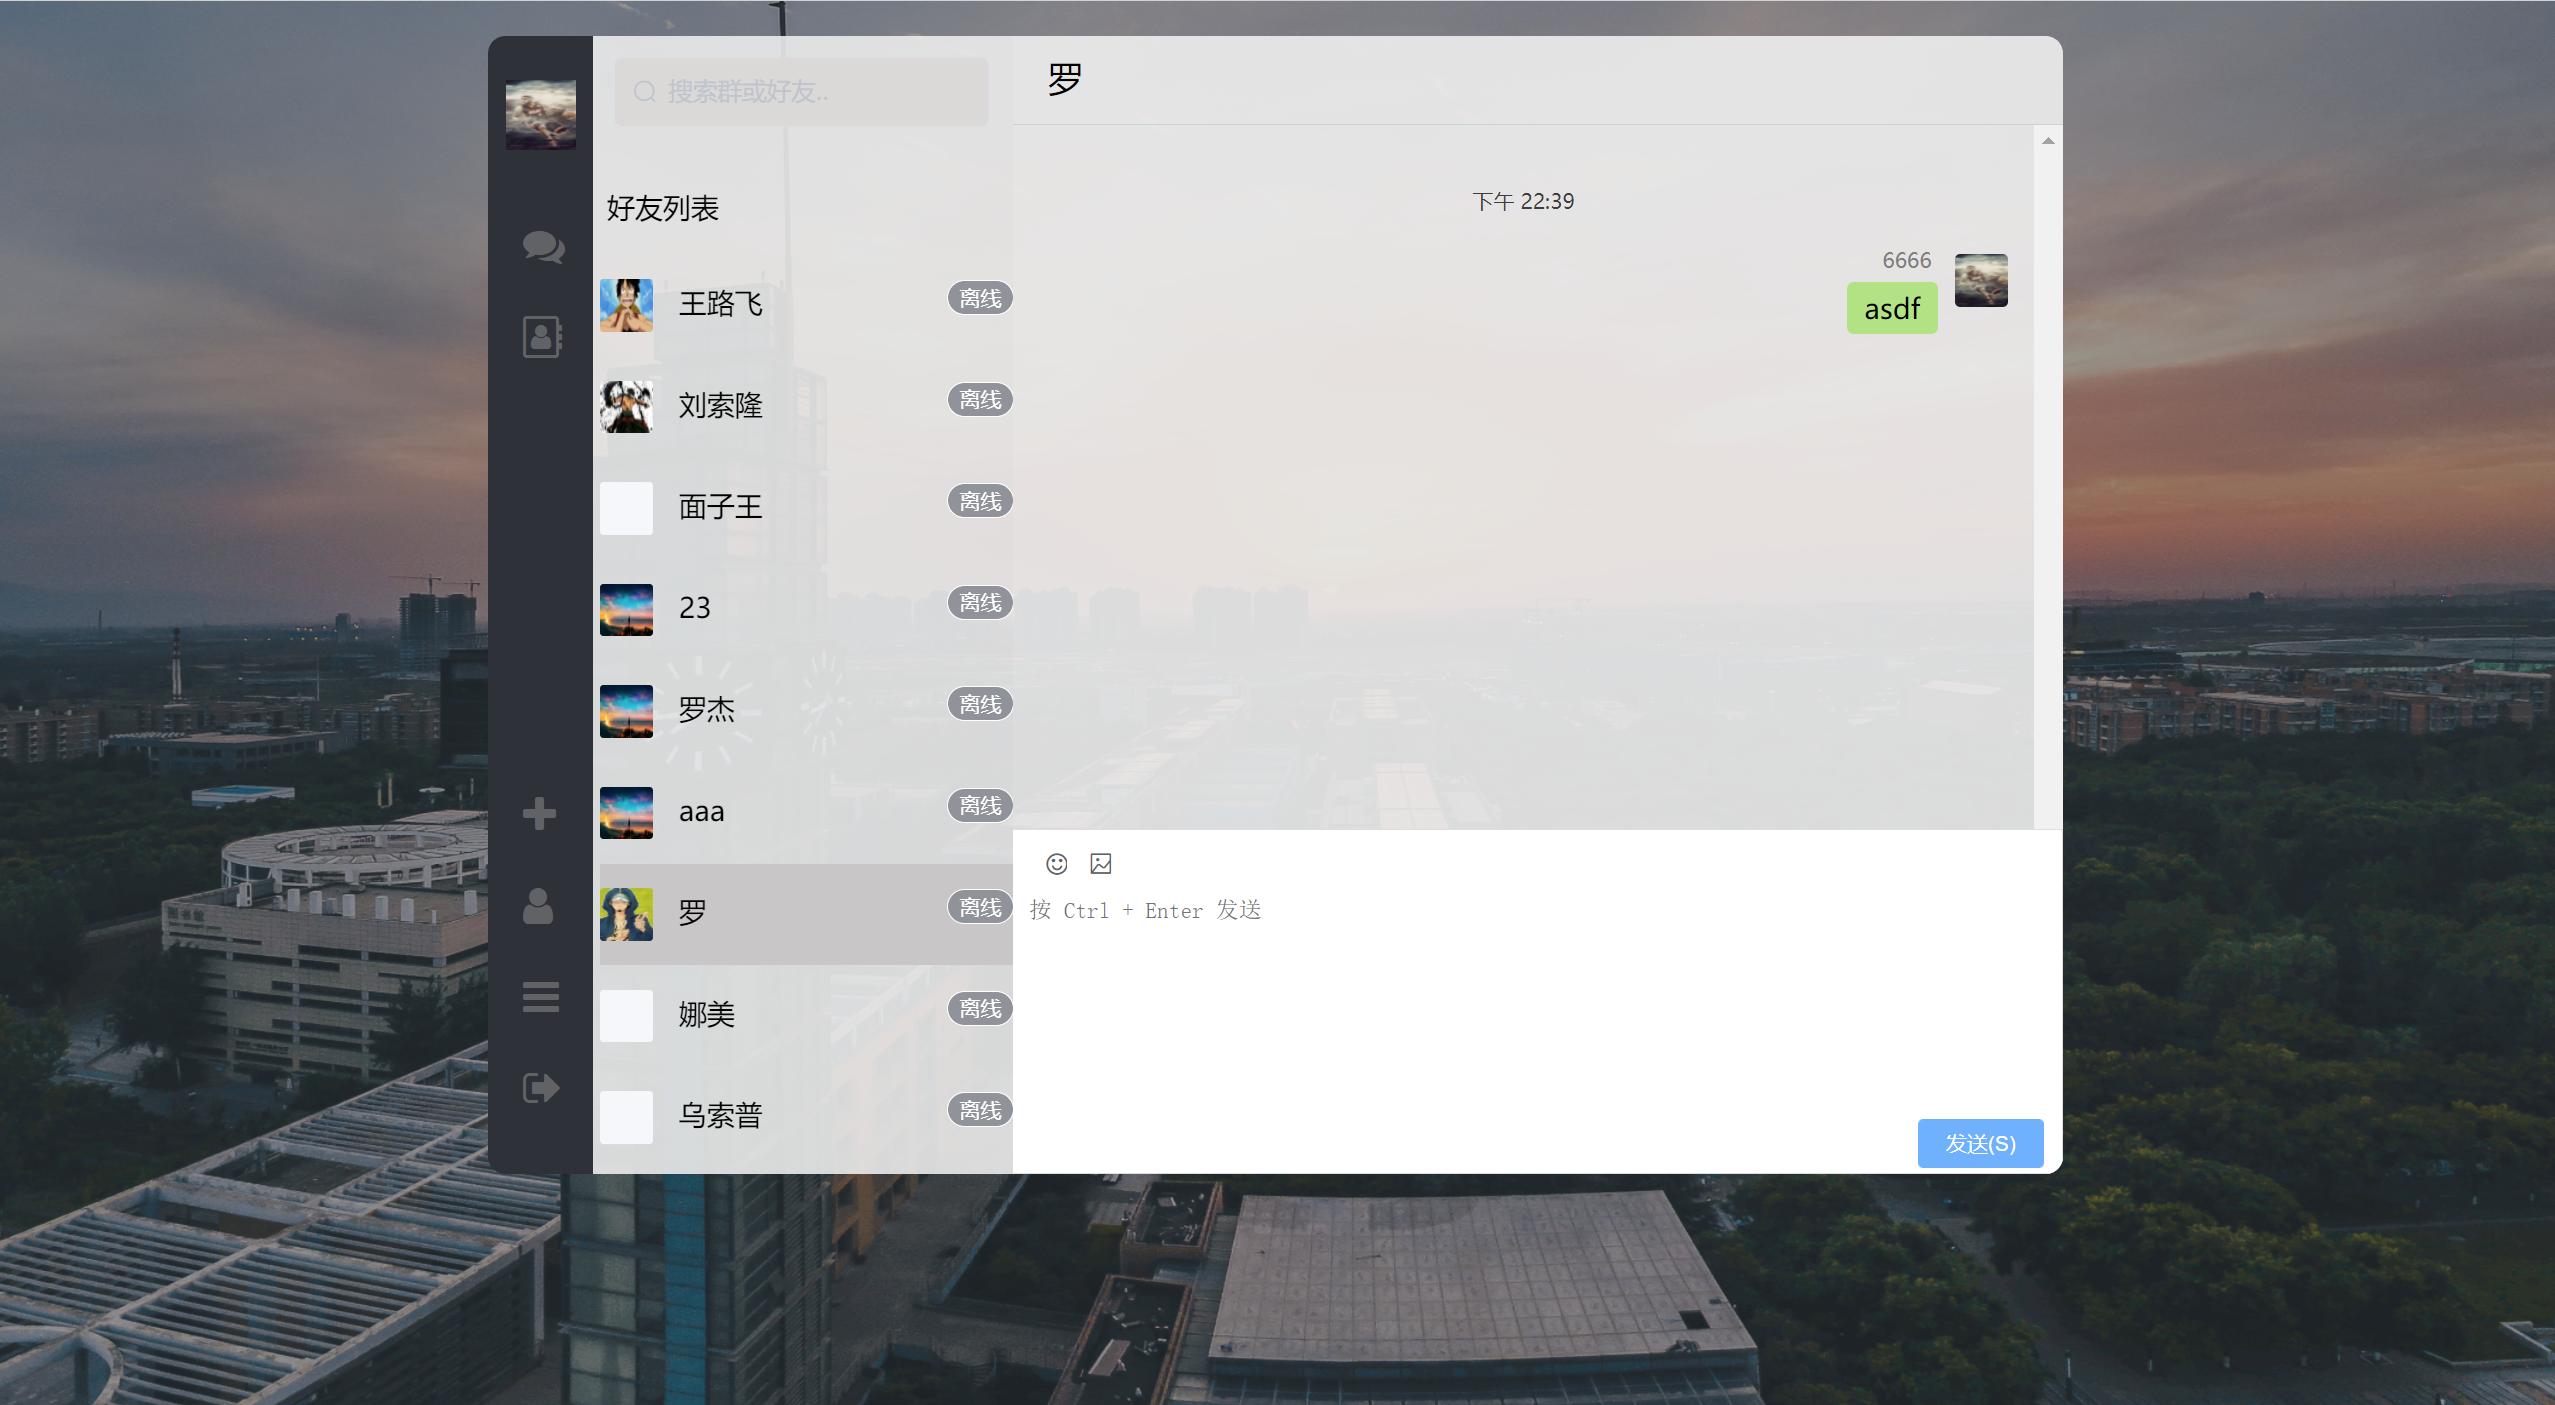 搜索群或好友..
好友列表
王路飞 离线
刘索隆 离线
面子王 离线
23 离线
罗杰 离线
aaa 离线
罗 离线
娜美 离线
乌索普 离线
罗
下午 22:39
6666
asdf
按 Ctrl + Enter 发送
发送(S)